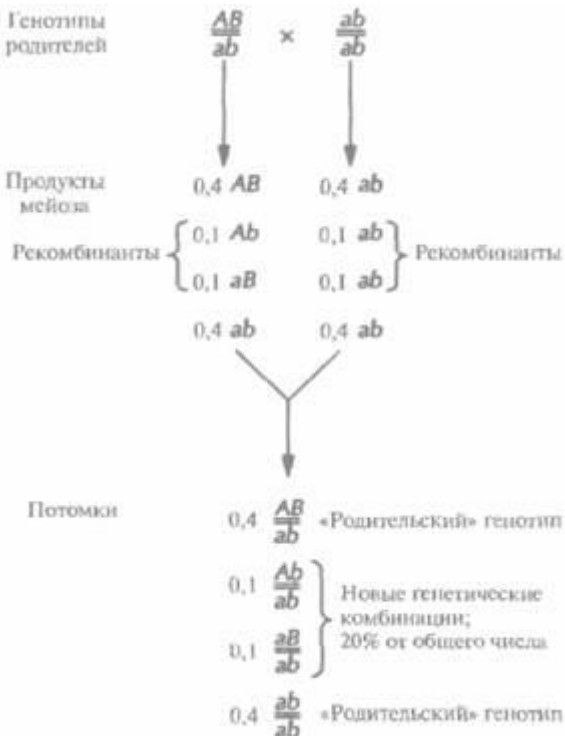 Генотипы
родителей
AB
ab
×
ab
ab
Продукты
мейоза
0,4 AB
0,4 ab
Рекомбинанты
0,1 Ab
0,1 ab
Рекомбинанты
0,1 aB
0,1 ab
0,4 ab
0,4 ab
Потомки
0,4 AB
ab
«Родительский» генотип
0,1 Ab
ab
Новые генетические
комбинации;
20% от общего числа
0,1 aB
ab
0,4 ab
ab
«Родительский» генотип